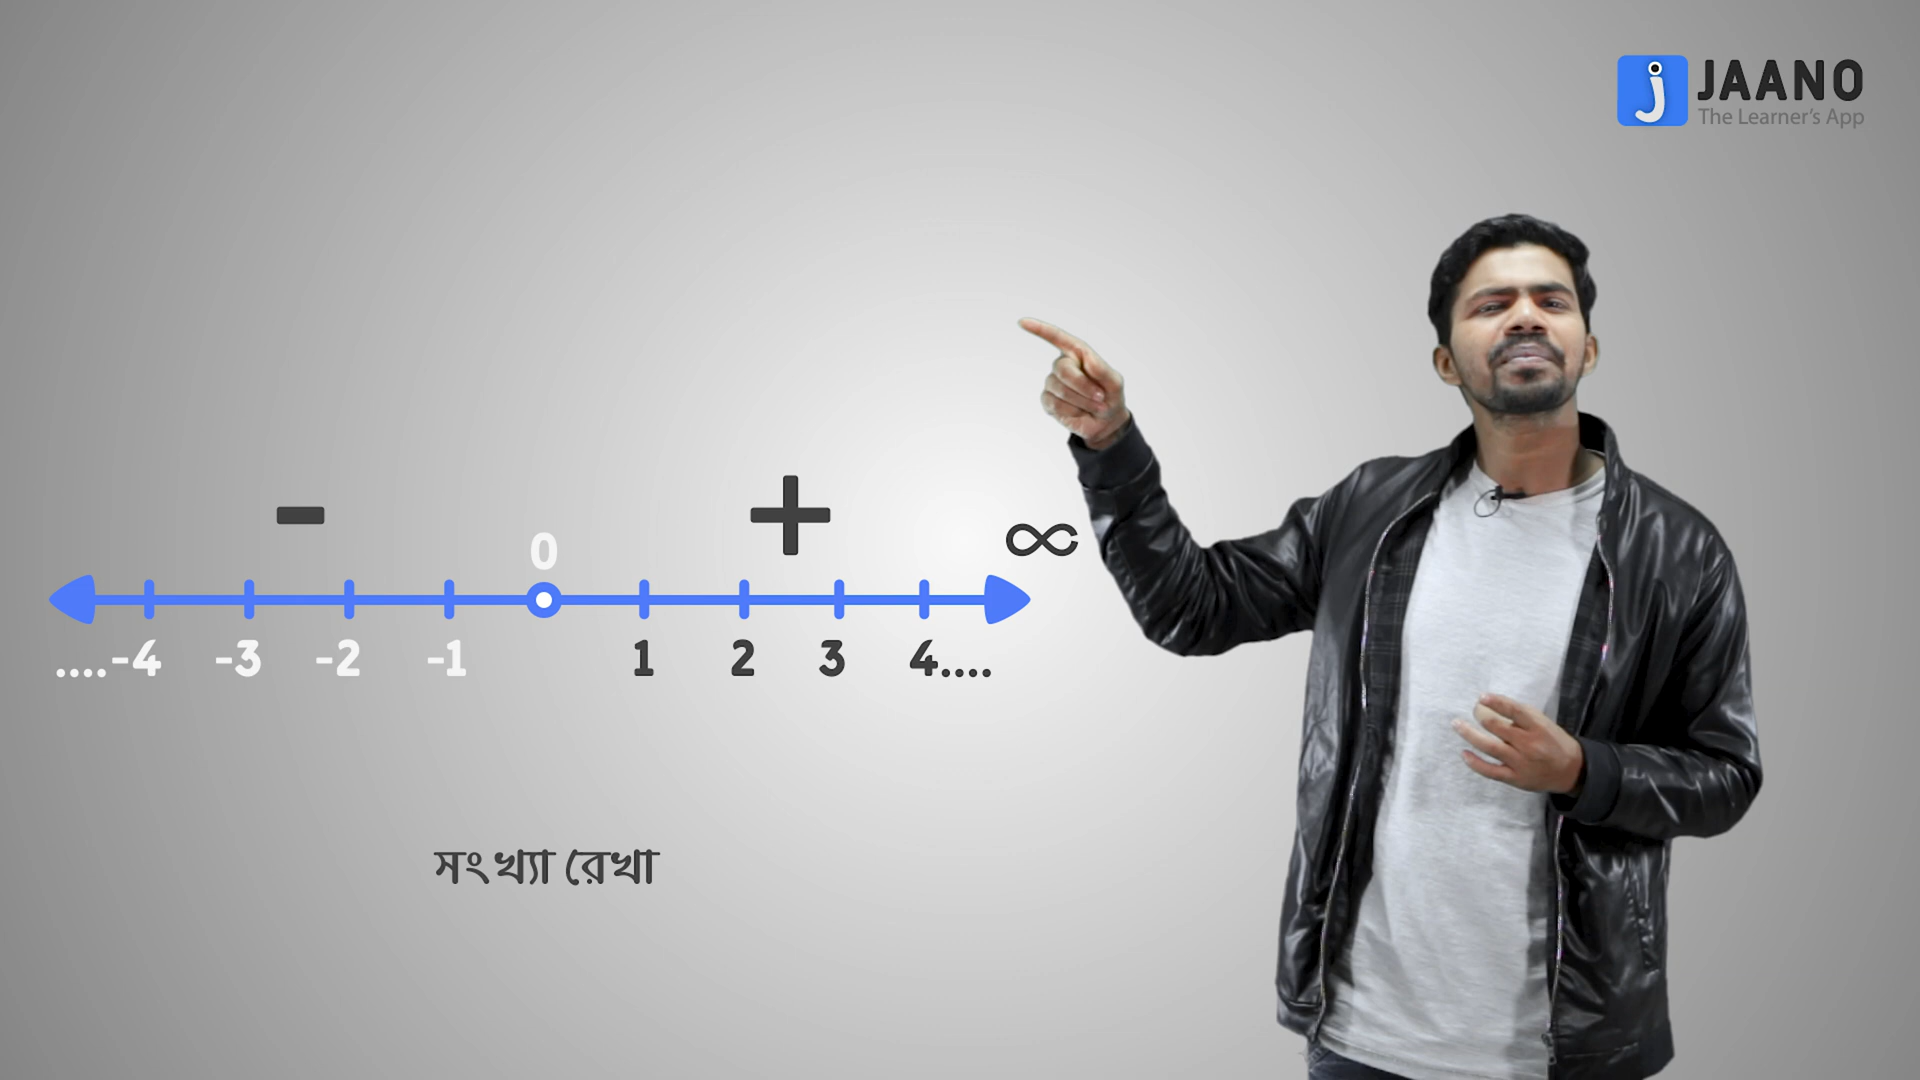 JAANO
The Learner's App
- +
0 ∞
....-4 -3 -2 -1 1 2 3 4....
সংখ্যা রেখা